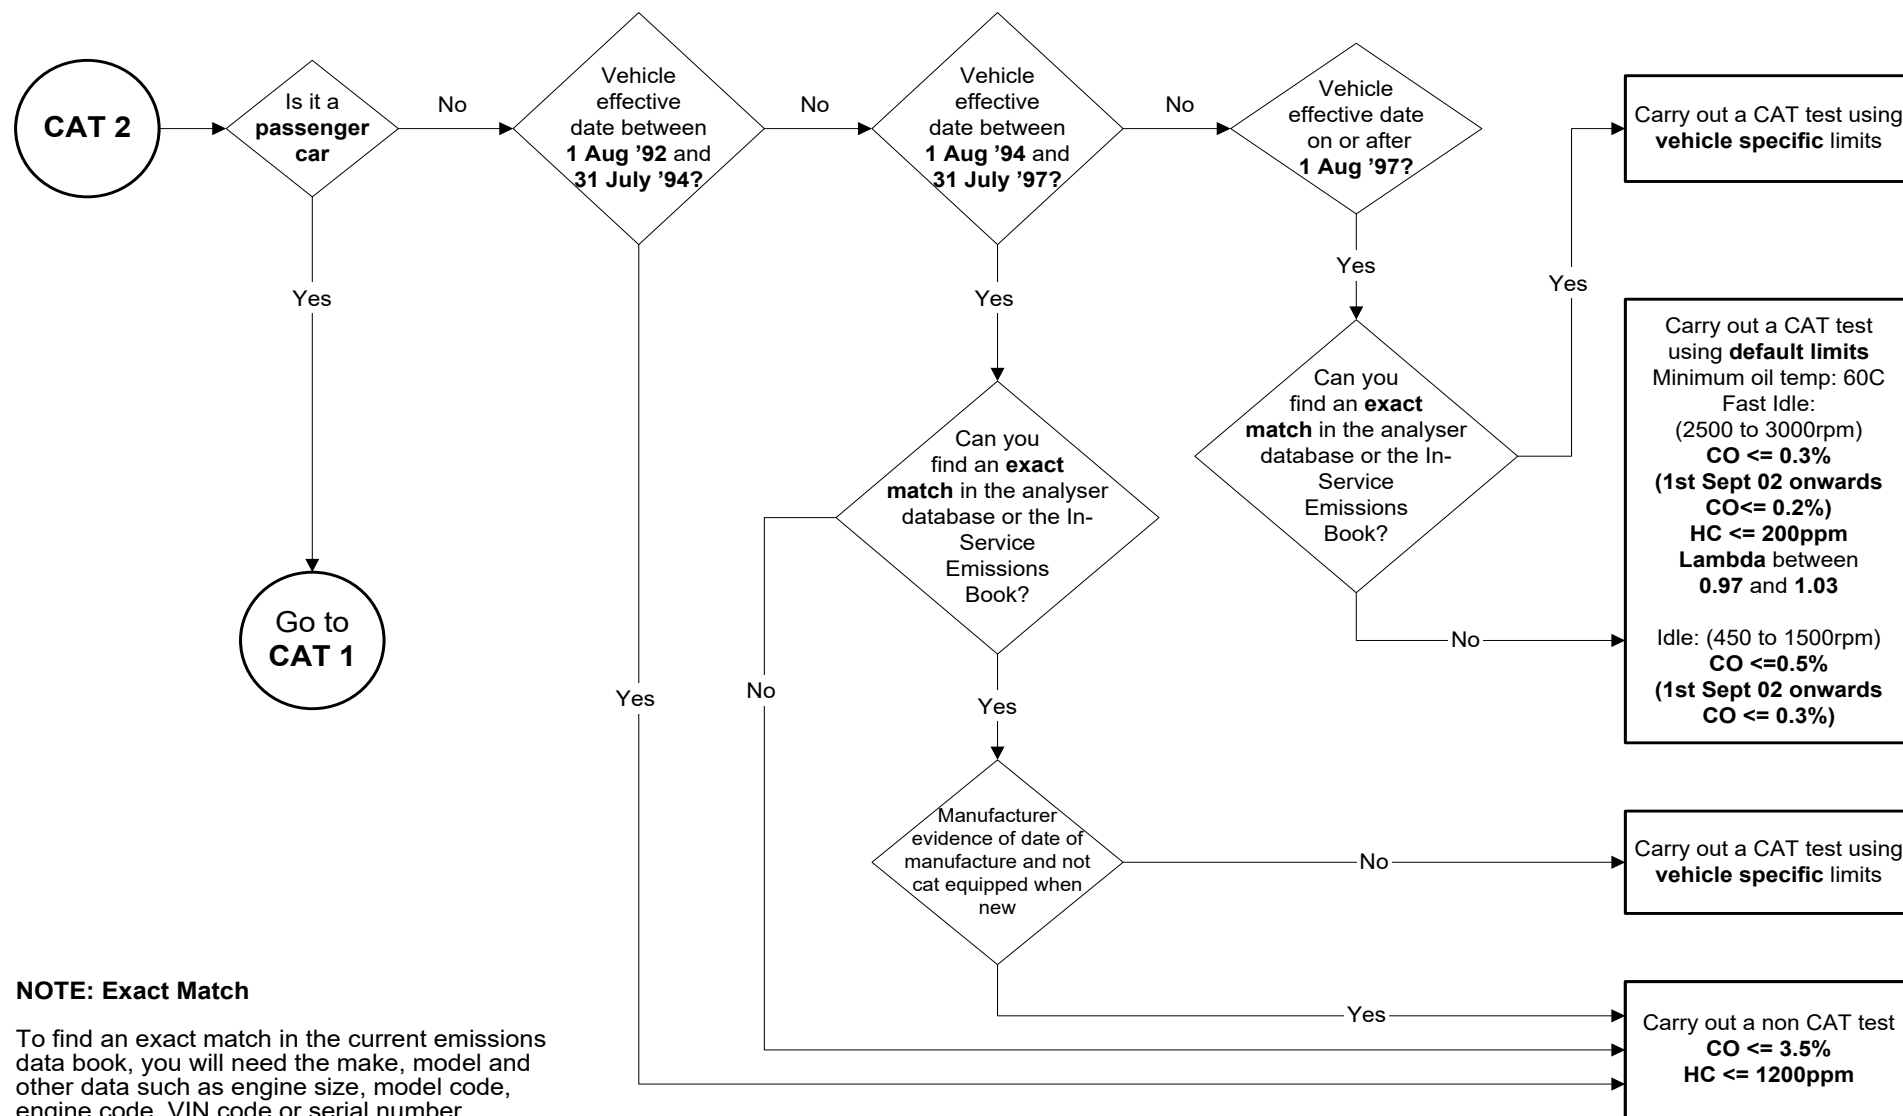 CAT 2
Is it a
passenger
car
No
Vehicle
effective
date between
1 Aug '92 and
31 July '94?
No
Vehicle
effective
date between
1 Aug '94 and
31 July '97?
No
Vehicle
effective date
on or after
1 Aug '97?
Carry out a CAT test using
vehicle specific limits
Yes
Yes
Yes
Yes
Go to
CAT 1
Can you
find an exact
match in the analyser
database or the In-
Service
Emissions
Book?
Can you
find an exact
match in the analyser
database or the In-
Service
Emissions
Book?
Carry out a CAT test
using default limits
Minimum oil temp: 60C
Fast Idle:
(2500 to 3000rpm)
CO <= 0.3%
(1st Sept 02 onwards
CO<= 0.2%)
HC <= 200ppm
Lambda between
0.97 and 1.03
Idle: (450 to 1500rpm)
CO <=0.5%
(1st Sept 02 onwards
CO <= 0.3%)
No
Yes
No
Yes
Manufacturer
evidence of date of
manufacture and not
cat equipped when
new
No
Carry out a CAT test using
vehicle specific limits
Yes
Carry out a non CAT test
CO <= 3.5%
HC <= 1200ppm
NOTE: Exact Match
To find an exact match in the current emissions
data book, you will need the make, model and
other data such as engine size, model code,
engine code, VIN code or serial number